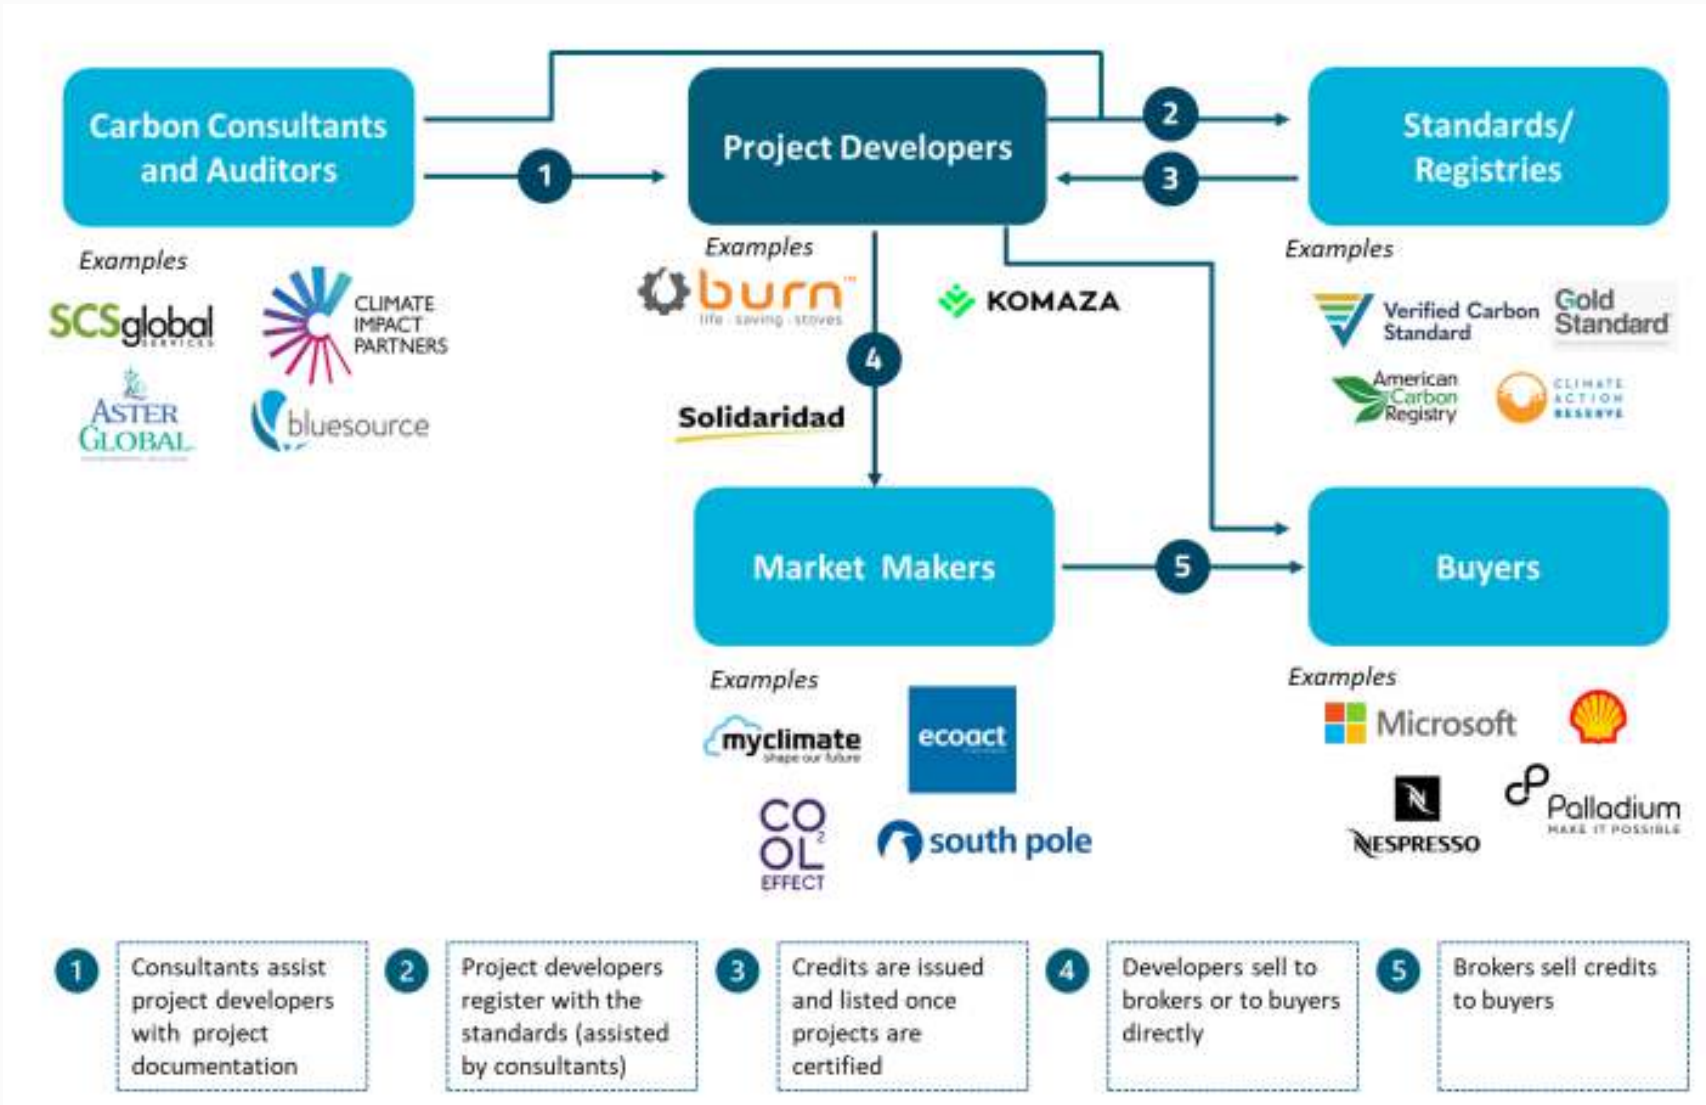 Carbon Consultants
and Auditors
1
Project Developers
2
3
Standards/
Registries
Examples
SCSglobal
SERVICES
CLIMATE
IMPACT
PARTNERS
ASTER
GLOBAL
bluesource
Examples
burn™
life · saving · stoves
KOMAZA
4
Solidaridad
Examples
Verified Carbon
Standard
Gold
Standard
American
Carbon
Registry
CLIMATE
ACTION
RESERVE
Market Makers
5
Buyers
Examples
myclimate
shape our future
ecoact
CO2
OL
EFFECT
south pole
Examples
Microsoft
NESPRESSO
Palladium
MAKE IT POSSIBLE
1
Consultants assist
project developers
with project
documentation
2
Project developers
register with the
standards (assisted
by consultants)
3
Credits are issued
and listed once
projects are
certified
4
Developers sell to
brokers or to buyers
directly
5
Brokers sell credits
to buyers